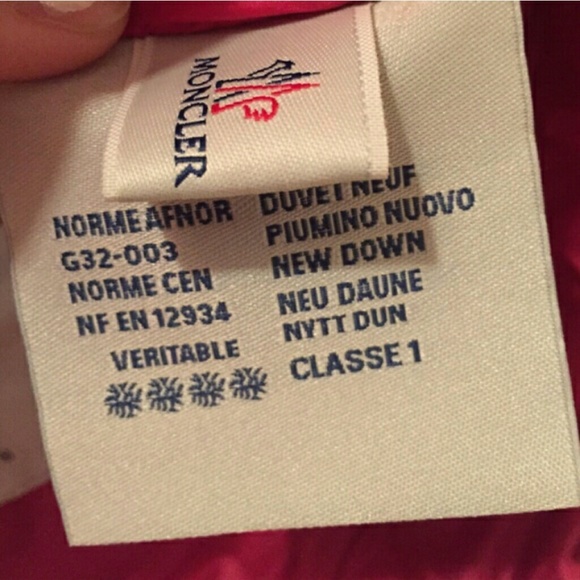 MONCLER
NORME AFNOR
G32-003
NORME CEN
NF EN 12934
VERITABLE
DUVET NEUF
PIUMINO NUOVO
NEW DOWN
NEU DAUNE
NYTT DUN
CLASSE 1